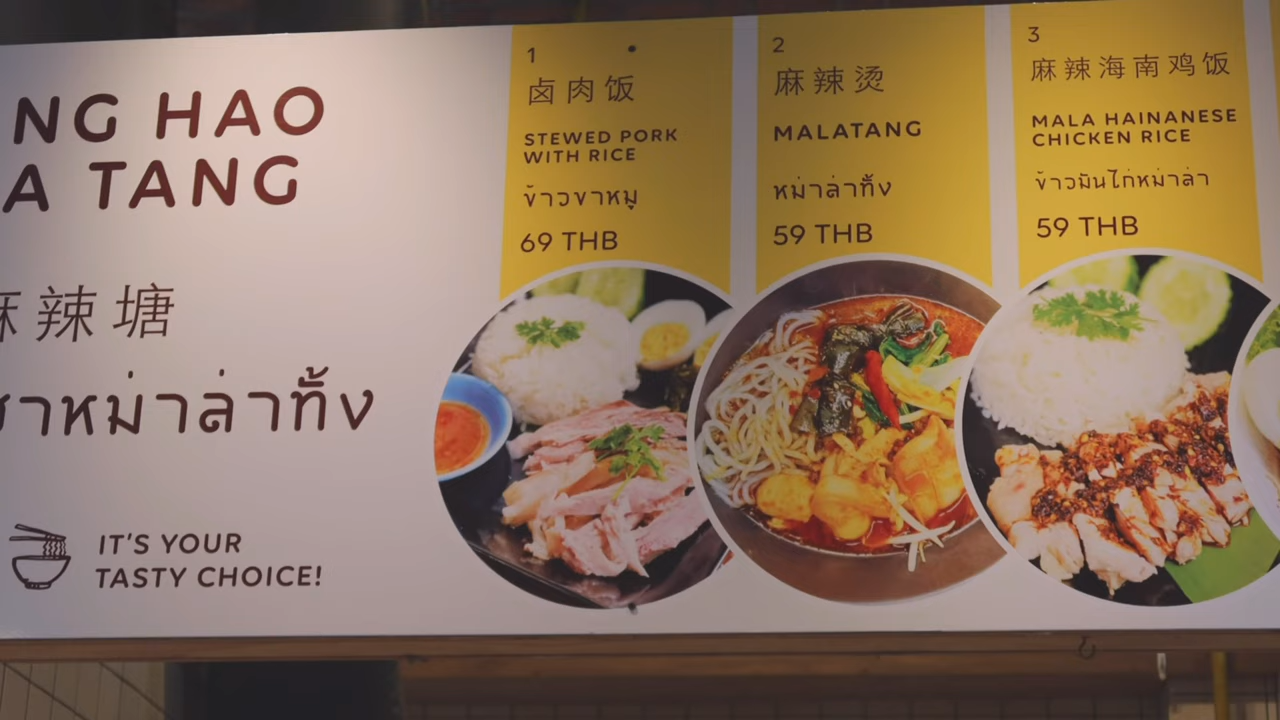 NG HAO
A TANG
麻辣塘
ชาหม่าล่าทั้ง
IT'S YOUR
TASTY CHOICE!
1
卤肉饭
STEWED PORK
WITH RICE
ข้าวขาหมู
69 THB
2
麻辣烫
MALATANG
หม่าล่าทั้ง
59 THB
3
麻辣海南鸡饭
MALA HAINANESE
CHICKEN RICE
ข้าวมันไก่หม่าล่า
59 THB